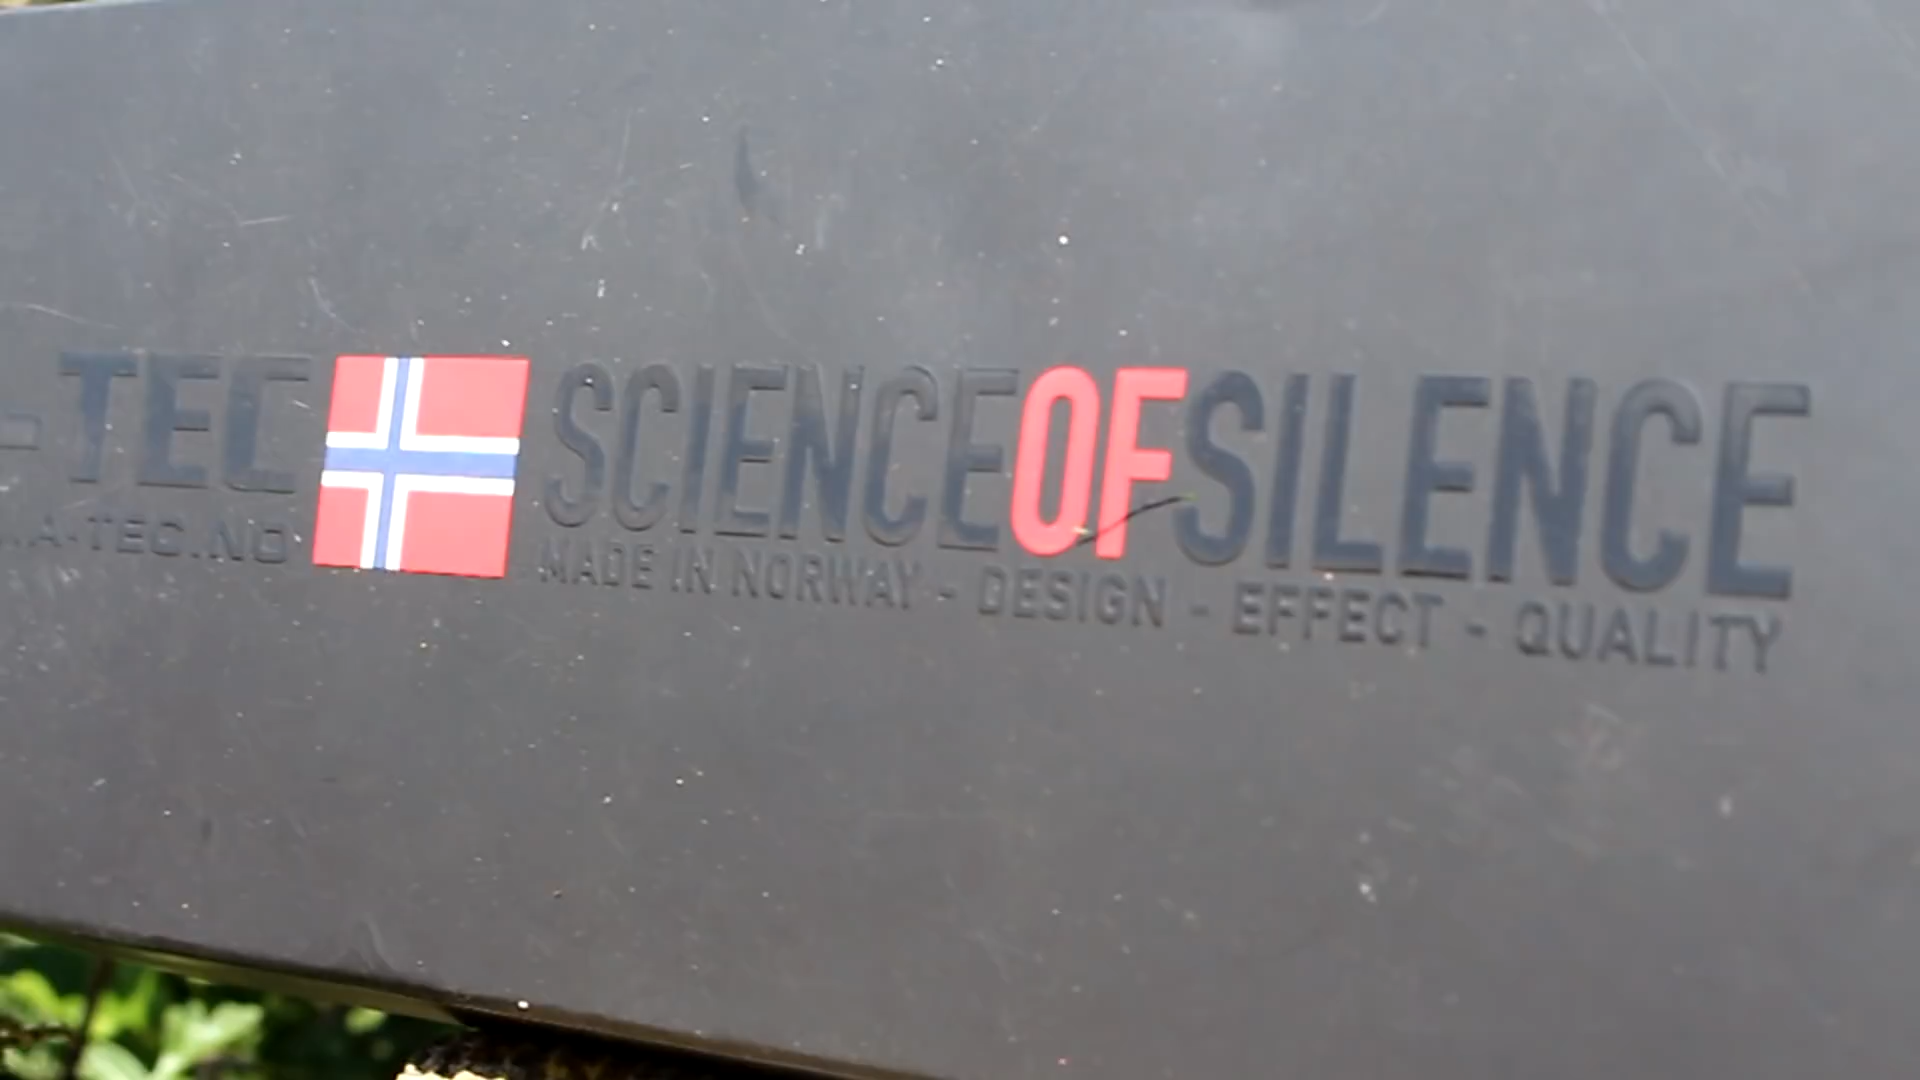 -TEC SCIENCEOFSILENCE
.A-TEC.NO MADE IN NORWAY - DESIGN - EFFECT - QUALITY